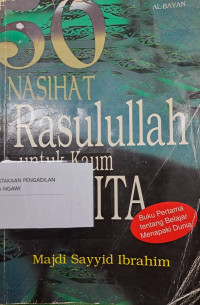 AL-BAYAN
50
NASIHAT
Rasulullah
untuk Kaum
ITA
TAKAAN PENGADILAN
NGAWI
Buku Pertama
tentang Belajar
Menapaki Dunia
Majdi Sayyid Ibrahim